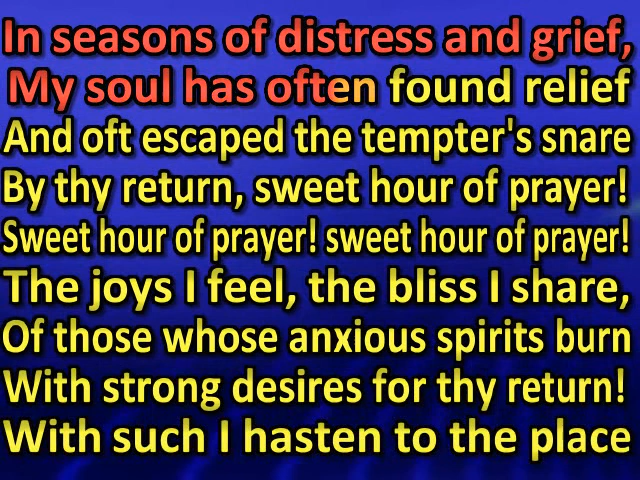 In seasons of distress and grief,
My soul has often found relief
And oft escaped the tempter's snare
By thy return, sweet hour of prayer!
Sweet hour of prayer! sweet hour of prayer!
The joys I feel, the bliss I share,
Of those whose anxious spirits burn
With strong desires for thy return!
With such I hasten to the place